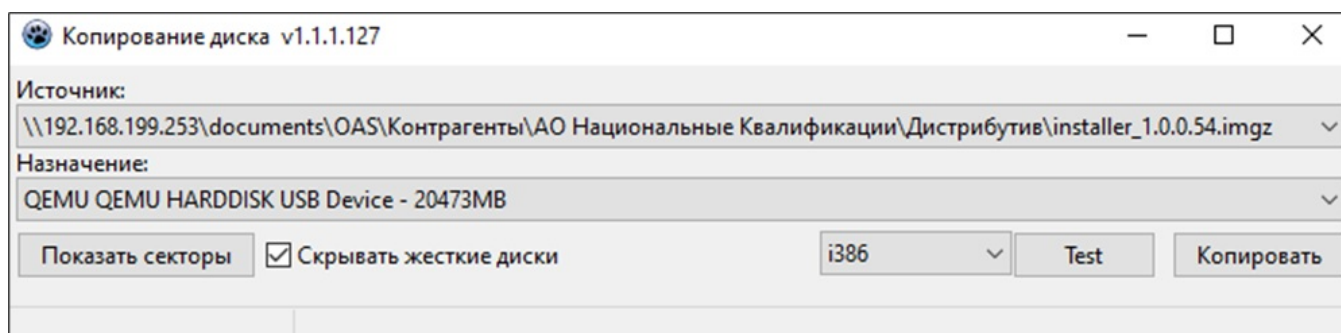 Копирование диска v1.1.1.127
Источник:
\\192.168.199.253\documents\OAS\Контрагенты\АО Национальные Квалификации\Дистрибутив\installer_1.0.0.54.imgz
Назначение:
QEMU QEMU HARDDISK USB Device - 20473MB
Показать секторы Скрывать жесткие диски i386 Test Копировать